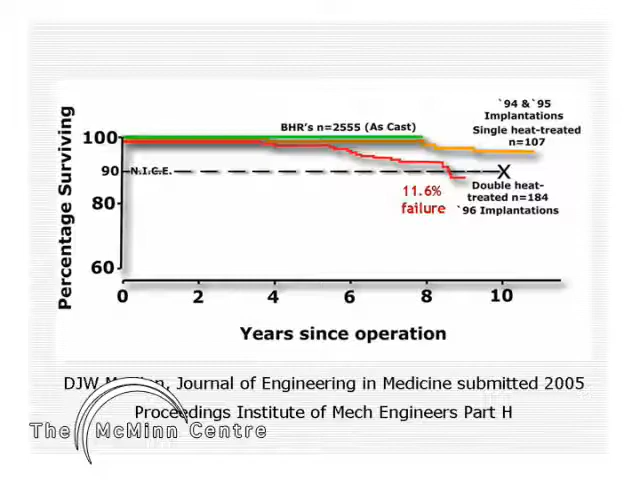 `94 &`95
Implantations
Single heat-treated
n=107
BHR's n=2555 (As Cast)
Percentage Surviving
100
90
80
60
N.I.C.E.
X
11.6%
failure
Double heat-
treated n=184
`96 Implantations
0 2 4 6 8 10
Years since operation
DJW McMinn, Journal of Engineering in Medicine submitted 2005
Proceedings Institute of Mech Engineers Part H
The McMinn Centre